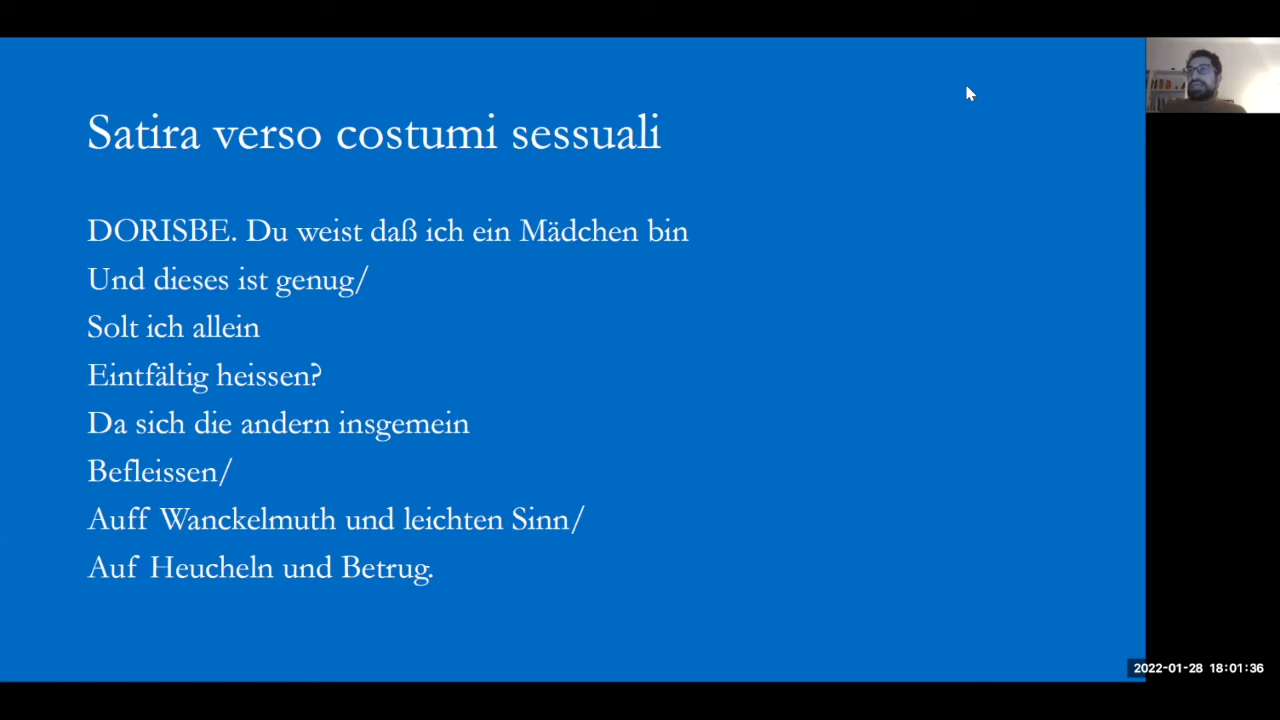 Satira verso costumi sessuali
DORISBE. Du weist daß ich ein Mädchen bin
Und dieses ist genug/
Solt ich allein
Eintfältig heissen?
Da sich die andern insgemein
Befleissen/
Auff Wanckelmuth und leichten Sinn/
Auf Heucheln und Betrug.
2022-01-28 18:01:36